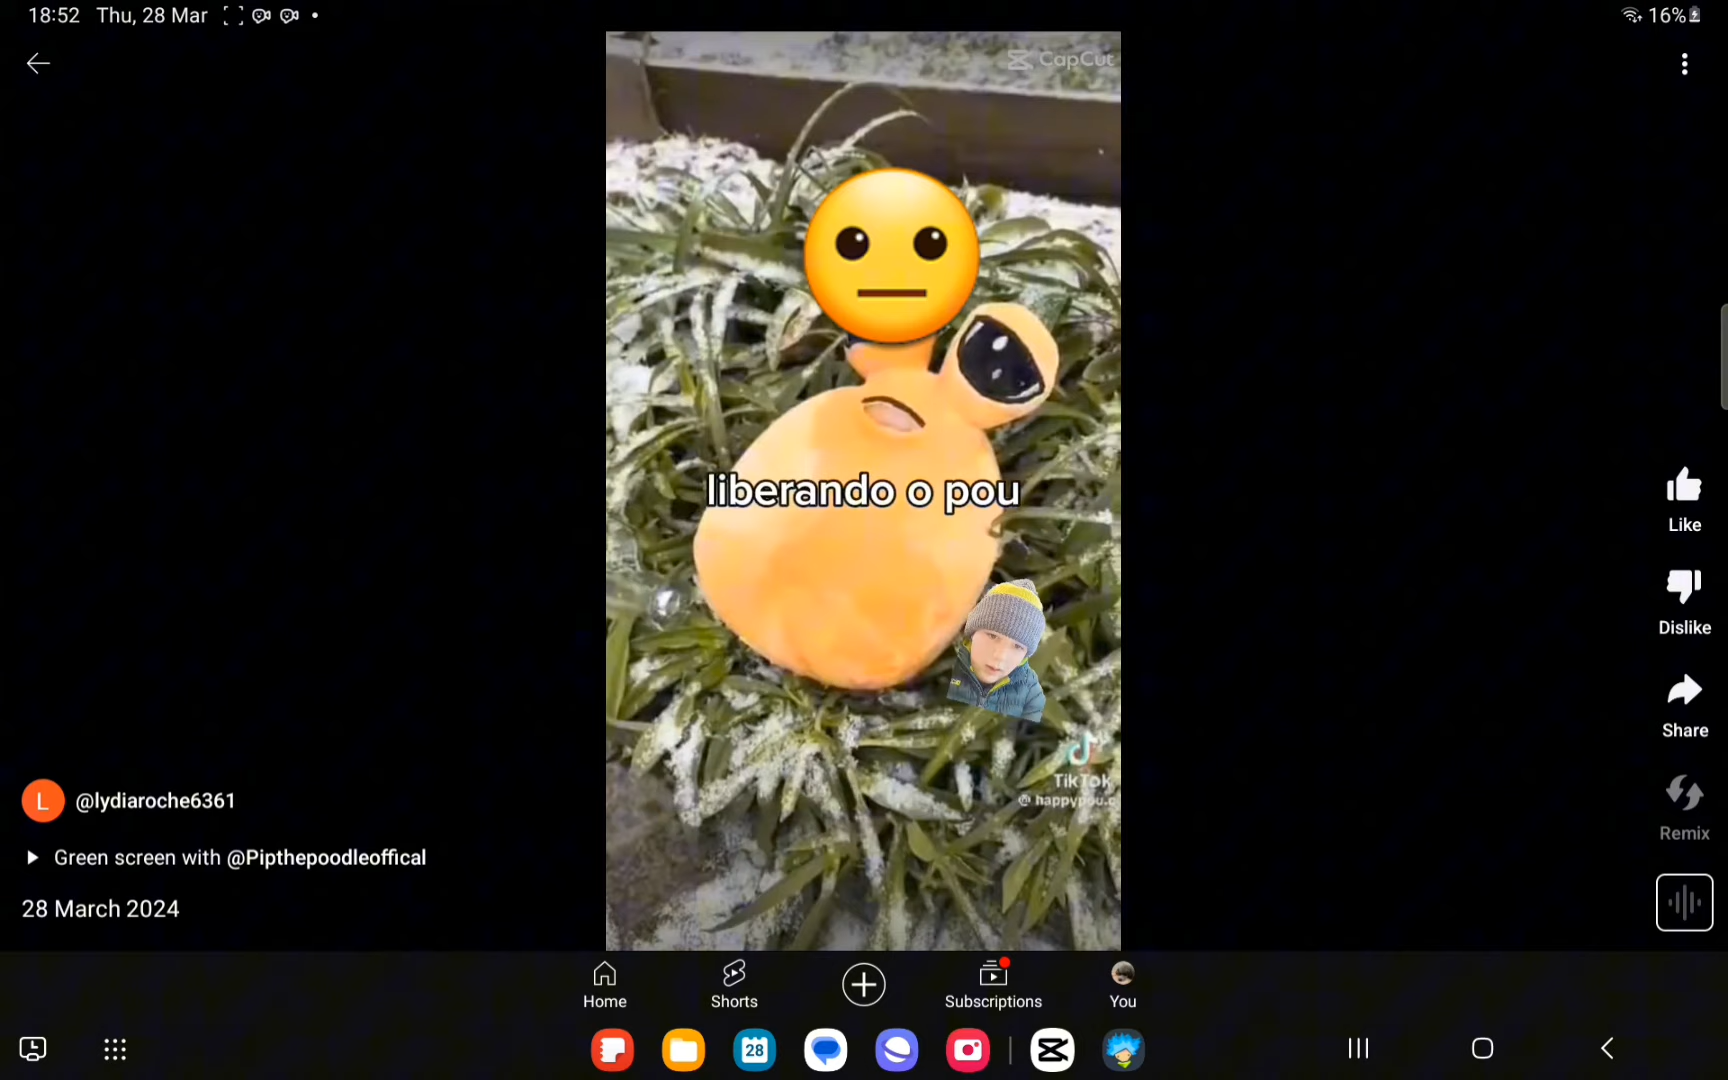 18:52 Thu, 28 Mar
16%
CapCut
liberando o pou
TikTok
@happypou.c
Like
Dislike
Share
Remix
L @lydiaroche6361
Green screen with @Pipthepoodleoffical
28 March 2024
Home Shorts Subscriptions You
28